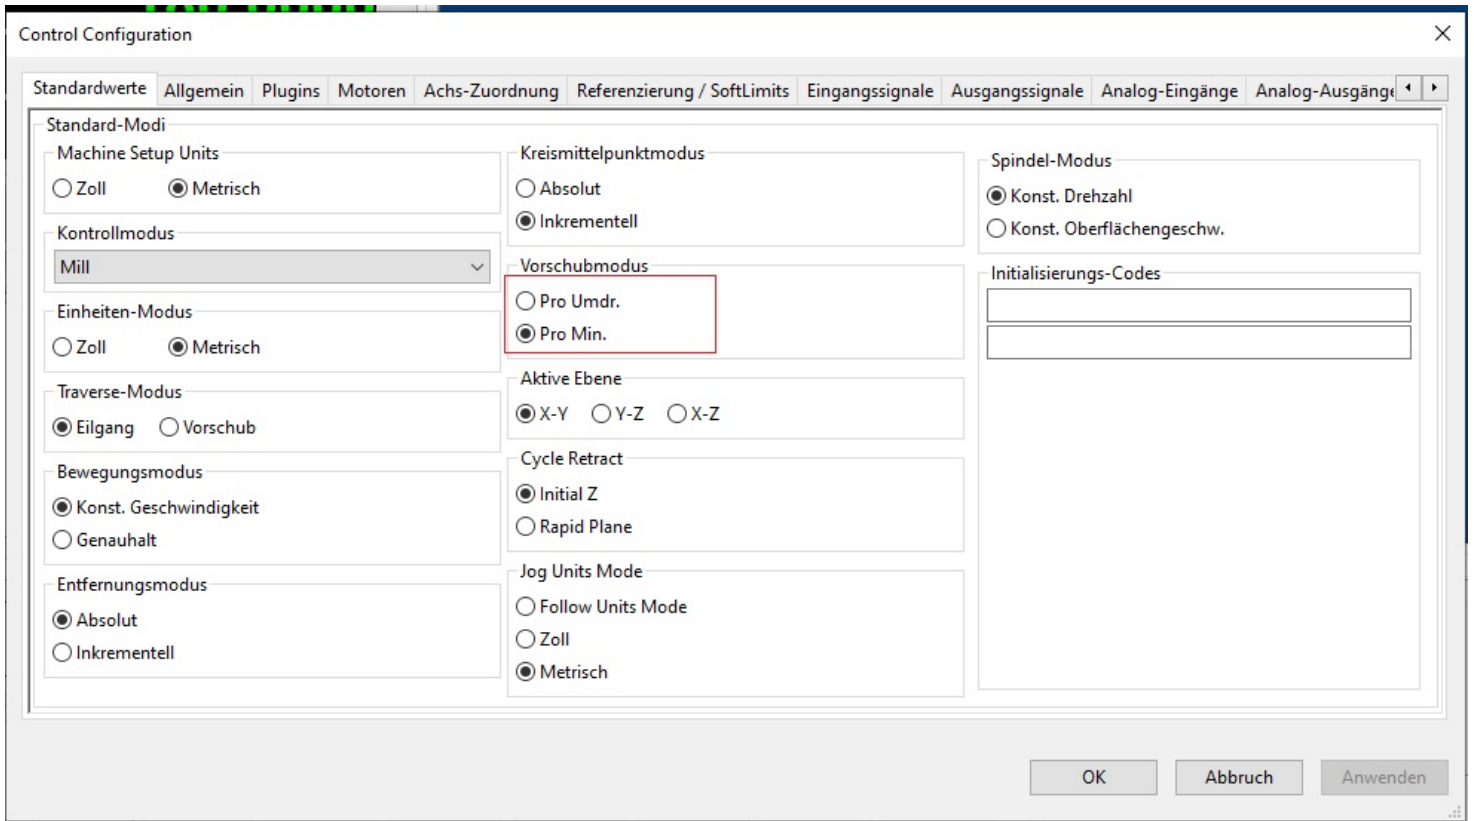 Control Configuration
Standardwerte Allgemein Plugins Motoren Achs-Zuordnung Referenzierung / SoftLimits Eingangssignale Ausgangssignale Analog-Eingänge Analog-Ausgänge
Standard-Modi
Machine Setup Units
Zoll Metrisch
Kontrollmodus
Mill
Einheiten-Modus
Zoll Metrisch
Traverse-Modus
Eilgang Vorschub
Bewegungsmodus
Konst. Geschwindigkeit
Genauhalt
Entfernungsmodus
Absolut
Inkrementell
Kreismittelpunktmodus
Absolut
Inkrementell
Vorschubmodus
Pro Umdr.
Pro Min.
Aktive Ebene
X-Y Y-Z X-Z
Cycle Retract
Initial Z
Rapid Plane
Jog Units Mode
Follow Units Mode
Zoll
Metrisch
Spindel-Modus
Konst. Drehzahl
Konst. Oberflächengeschw.
Initialisierungs-Codes
OK Abbruch Anwenden